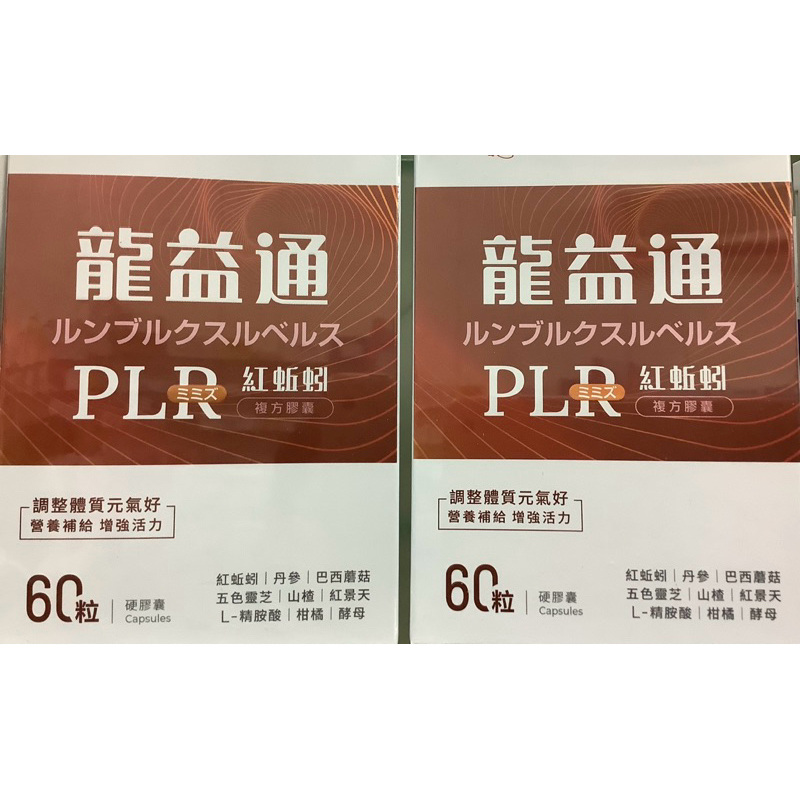 龍益通
ルンブルクスルベルス
PLR ミミズ 紅蚯蚓
複方膠囊
調整體質元氣好
營養補給 增強活力
60粒 硬膠囊
Capsules
紅蚯蚓|丹參|巴西蘑菇
五色靈芝|山楂|紅景天
L-精胺酸|柑橘|酵母
龍益通
ルンブルクスルベルス
PLR ミミズ 紅蚯蚓
複方膠囊
調整體質元氣好
營養補給 增強活力
60粒 硬膠囊
Capsules
紅蚯蚓|丹參|巴西蘑菇
五色靈芝|山楂|紅景天
L-精胺酸|柑橘|酵母